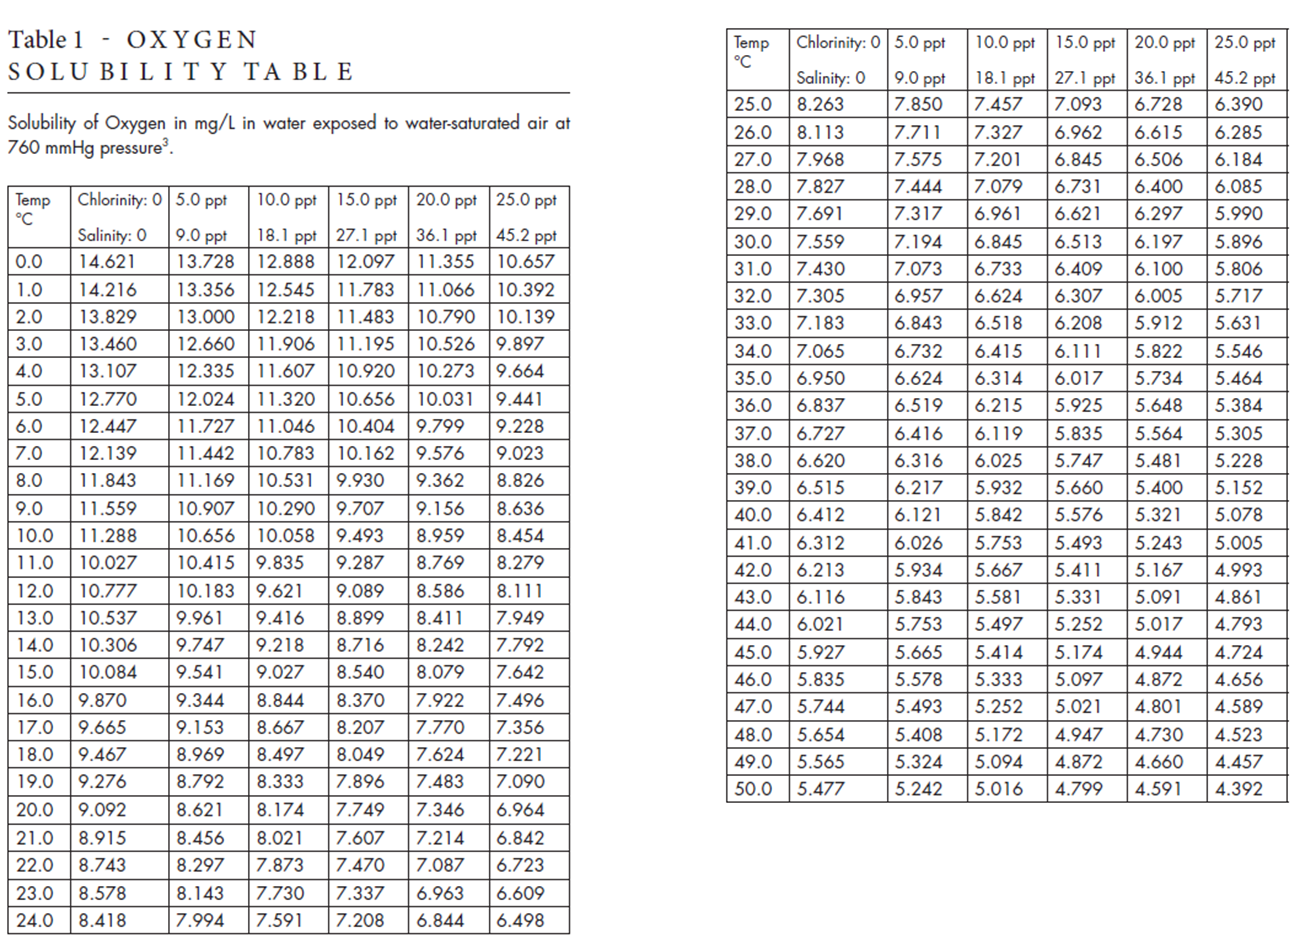 Table 1 - OXYGEN
SOLUBILITY TABLE
Solubility of Oxygen in mg/L in water exposed to water-saturated air at
760 mmHg pressure³.
Temp Chlorinity: 0 5.0 ppt 10.0 ppt 15.0 ppt 20.0 ppt 25.0 ppt
°C
Salinity: 0 9.0 ppt 18.1 ppt 27.1 ppt 36.1 ppt 45.2 ppt
0.0 14.621 13.728 12.888 12.097 11.355 10.657
1.0 14.216 13.356 12.545 11.783 11.066 10.392
2.0 13.829 13.000 12.218 11.483 10.790 10.139
3.0 13.460 12.660 11.906 11.195 10.526 9.897
4.0 13.107 12.335 11.607 10.920 10.273 9.664
5.0 12.770 12.024 11.320 10.656 10.031 9.441
6.0 12.447 11.727 11.046 10.404 9.799 9.228
7.0 12.139 11.442 10.783 10.162 9.576 9.023
8.0 11.843 11.169 10.531 9.930 9.362 8.826
9.0 11.559 10.907 10.290 9.707 9.156 8.636
10.0 11.288 10.656 10.058 9.493 8.959 8.454
11.0 10.027 10.415 9.835 9.287 8.769 8.279
12.0 10.777 10.183 9.621 9.089 8.586 8.111
13.0 10.537 9.961 9.416 8.899 8.411 7.949
14.0 10.306 9.747 9.218 8.716 8.242 7.792
15.0 10.084 9.541 9.027 8.540 8.079 7.642
16.0 9.870 9.344 8.844 8.370 7.922 7.496
17.0 9.665 9.153 8.667 8.207 7.770 7.356
18.0 9.467 8.969 8.497 8.049 7.624 7.221
19.0 9.276 8.792 8.333 7.896 7.483 7.090
20.0 9.092 8.621 8.174 7.749 7.346 6.964
21.0 8.915 8.456 8.021 7.607 7.214 6.842
22.0 8.743 8.297 7.873 7.470 7.087 6.723
23.0 8.578 8.143 7.730 7.337 6.963 6.609
24.0 8.418 7.994 7.591 7.208 6.844 6.498
Temp Chlorinity: 0 5.0 ppt 10.0 ppt 15.0 ppt 20.0 ppt 25.0 ppt
°C
Salinity: 0 9.0 ppt 18.1 ppt 27.1 ppt 36.1 ppt 45.2 ppt
25.0 8.263 7.850 7.457 7.093 6.728 6.390
26.0 8.113 7.711 7.327 6.962 6.615 6.285
27.0 7.968 7.575 7.201 6.845 6.506 6.184
28.0 7.827 7.444 7.079 6.731 6.400 6.085
29.0 7.691 7.317 6.961 6.621 6.297 5.990
30.0 7.559 7.194 6.845 6.513 6.197 5.896
31.0 7.430 7.073 6.733 6.409 6.100 5.806
32.0 7.305 6.957 6.624 6.307 6.005 5.717
33.0 7.183 6.843 6.518 6.208 5.912 5.631
34.0 7.065 6.732 6.415 6.111 5.822 5.546
35.0 6.950 6.624 6.314 6.017 5.734 5.464
36.0 6.837 6.519 6.215 5.925 5.648 5.384
37.0 6.727 6.416 6.119 5.835 5.564 5.305
38.0 6.620 6.316 6.025 5.747 5.481 5.228
39.0 6.515 6.217 5.932 5.660 5.400 5.152
40.0 6.412 6.121 5.842 5.576 5.321 5.078
41.0 6.312 6.026 5.753 5.493 5.243 5.005
42.0 6.213 5.934 5.667 5.411 5.167 4.993
43.0 6.116 5.843 5.581 5.331 5.091 4.861
44.0 6.021 5.753 5.497 5.252 5.017 4.793
45.0 5.927 5.665 5.414 5.174 4.944 4.724
46.0 5.835 5.578 5.333 5.097 4.872 4.656
47.0 5.744 5.493 5.252 5.021 4.801 4.589
48.0 5.654 5.408 5.172 4.947 4.730 4.523
49.0 5.565 5.324 5.094 4.872 4.660 4.457
50.0 5.477 5.242 5.016 4.799 4.591 4.392